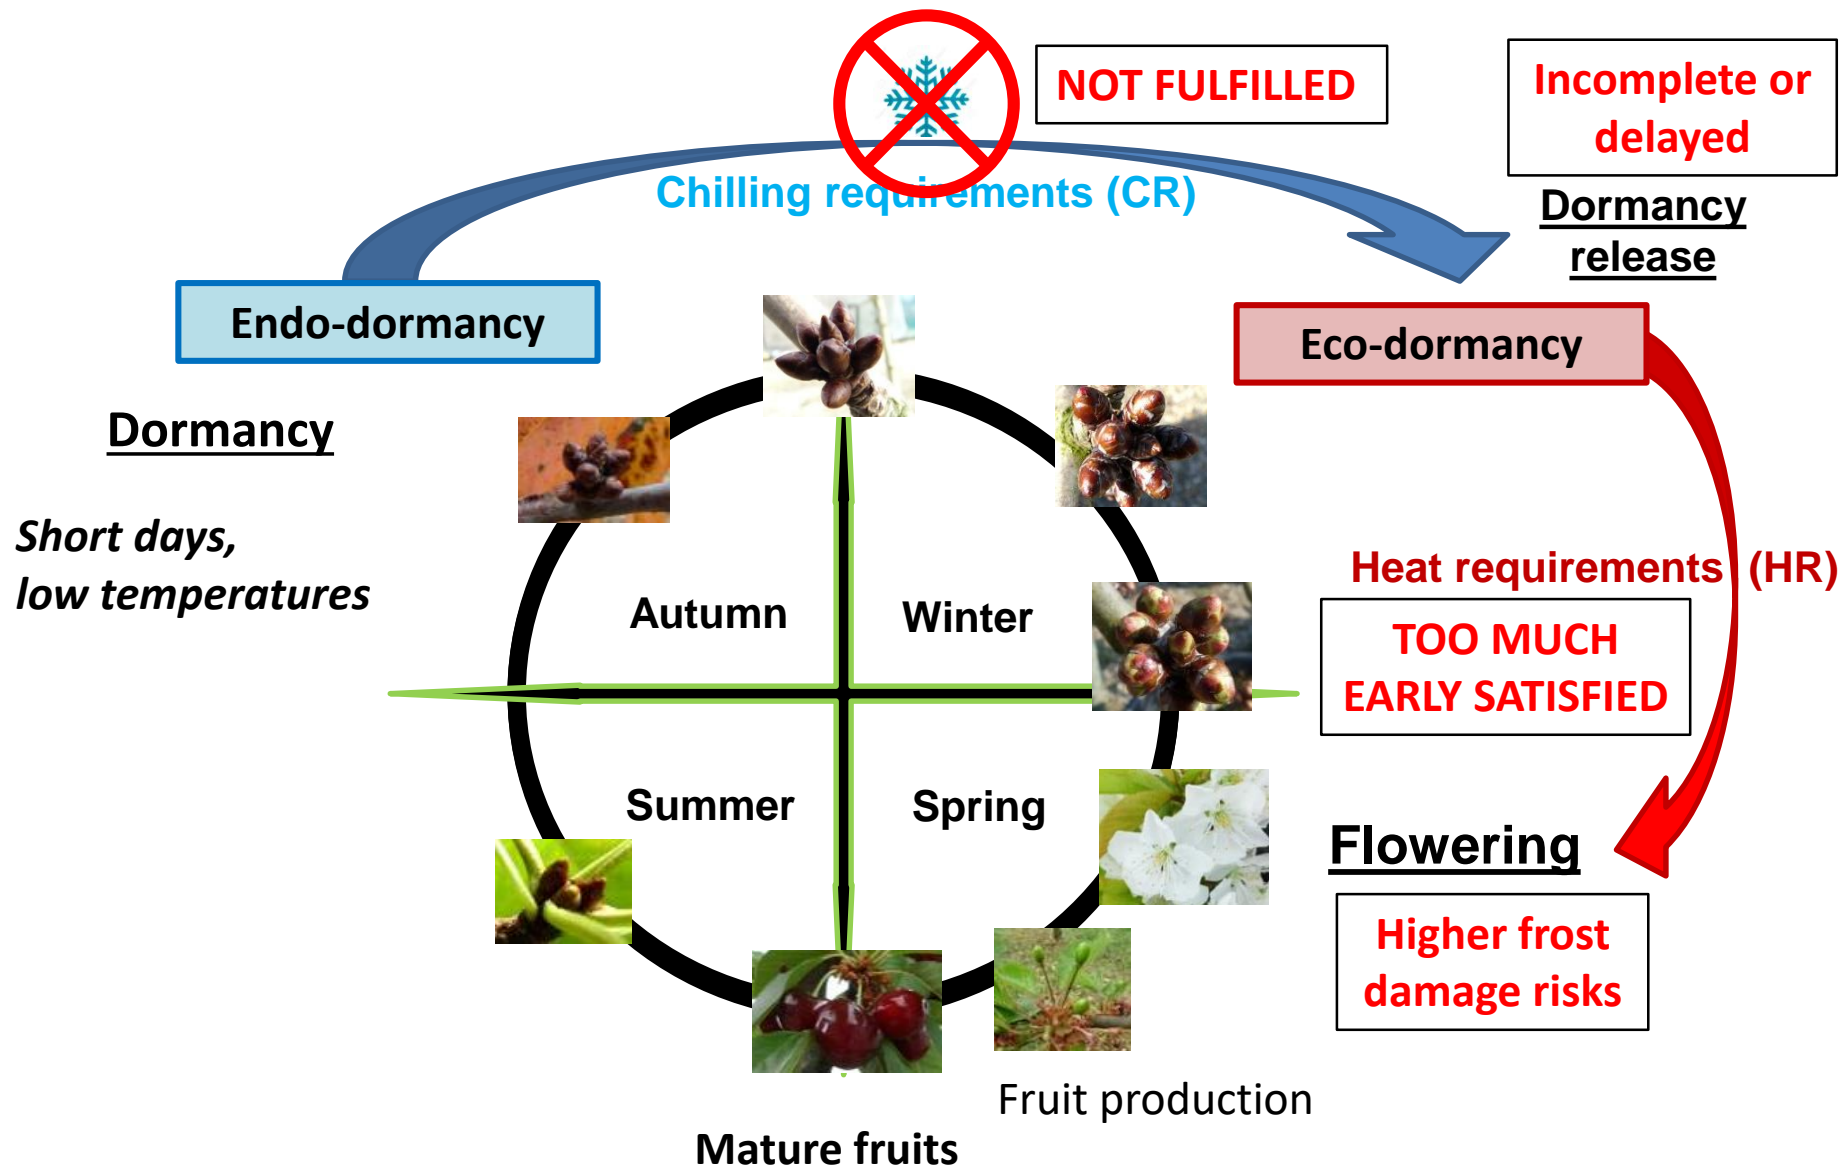 NOT FULFILLED
Incomplete or
delayed
Chilling requirements (CR)
Dormancy
release
Endo-dormancy
Eco-dormancy
Dormancy
Short days,
low temperatures
Autumn
Winter
Heat requirements (HR)
TOO MUCH
EARLY SATISFIED
Summer
Spring
Flowering
Higher frost
damage risks
Fruit production
Mature fruits